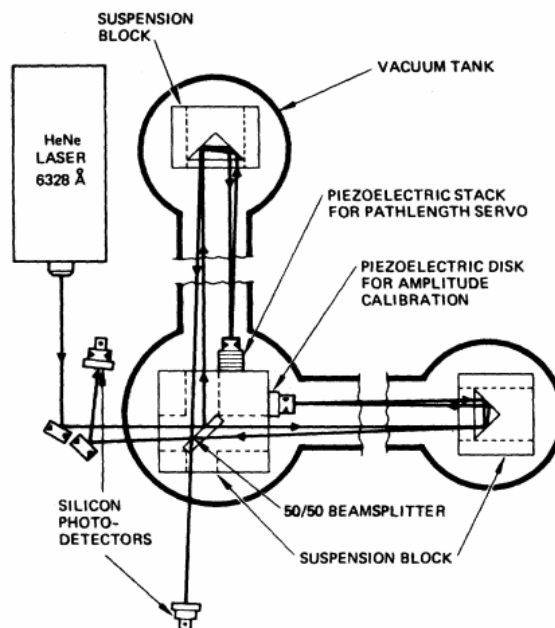 SUSPENSION
BLOCK
VACUUM TANK
HeNe
LASER
6328 Å
PIEZOELECTRIC STACK
FOR PATHLENGTH SERVO
PIEZOELECTRIC DISK
FOR AMPLITUDE
CALIBRATION
SILICON
PHOTO-
DETECTORS
50/50 BEAMSPLITTER
SUSPENSION BLOCK